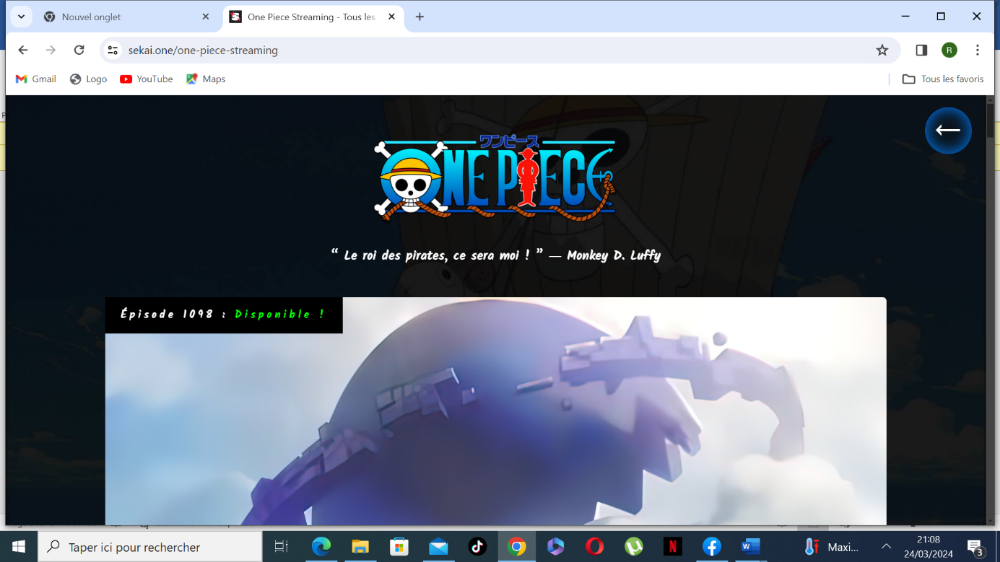 Nouvel onglet
One Piece Streaming - Tous les
sekai.one/one-piece-streaming
R
Gmail
Logo
YouTube
Maps
Tous les favoris
ワンピース
ONE PIECE
“ Le roi des pirates, ce sera moi ! ” — Monkey D. Luffy
Épisode 1098 : Disponible !
Taper ici pour rechercher
N
W
Maxi...
21:08
24/03/2024
3